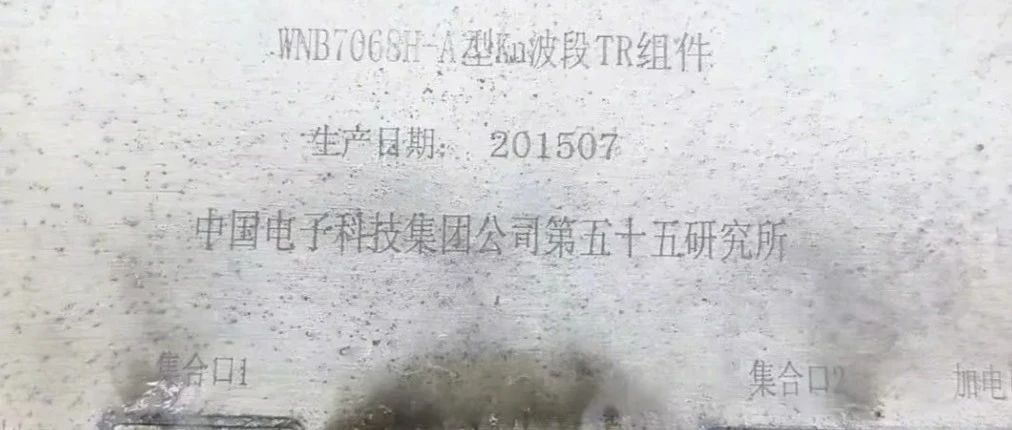 WNB7068H-A型Ku波段TR组件
生产日期： 201507
中国电子科技集团公司第五十五研究所
集合口1 集合口2 加电